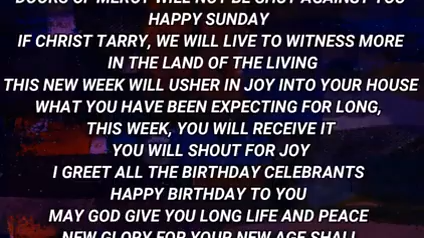 DOORS OF MERCY WILL NOT BE SHUT AGAINST YOU
HAPPY SUNDAY
IF CHRIST TARRY, WE WILL LIVE TO WITNESS MORE
IN THE LAND OF THE LIVING
THIS NEW WEEK WILL USHER IN JOY INTO YOUR HOUSE
WHAT YOU HAVE BEEN EXPECTING FOR LONG,
THIS WEEK, YOU WILL RECEIVE IT
YOU WILL SHOUT FOR JOY
I GREET ALL THE BIRTHDAY CELEBRANTS
HAPPY BIRTHDAY TO YOU
MAY GOD GIVE YOU LONG LIFE AND PEACE
NEW GLORY FOR YOUR NEW AGE SHALL